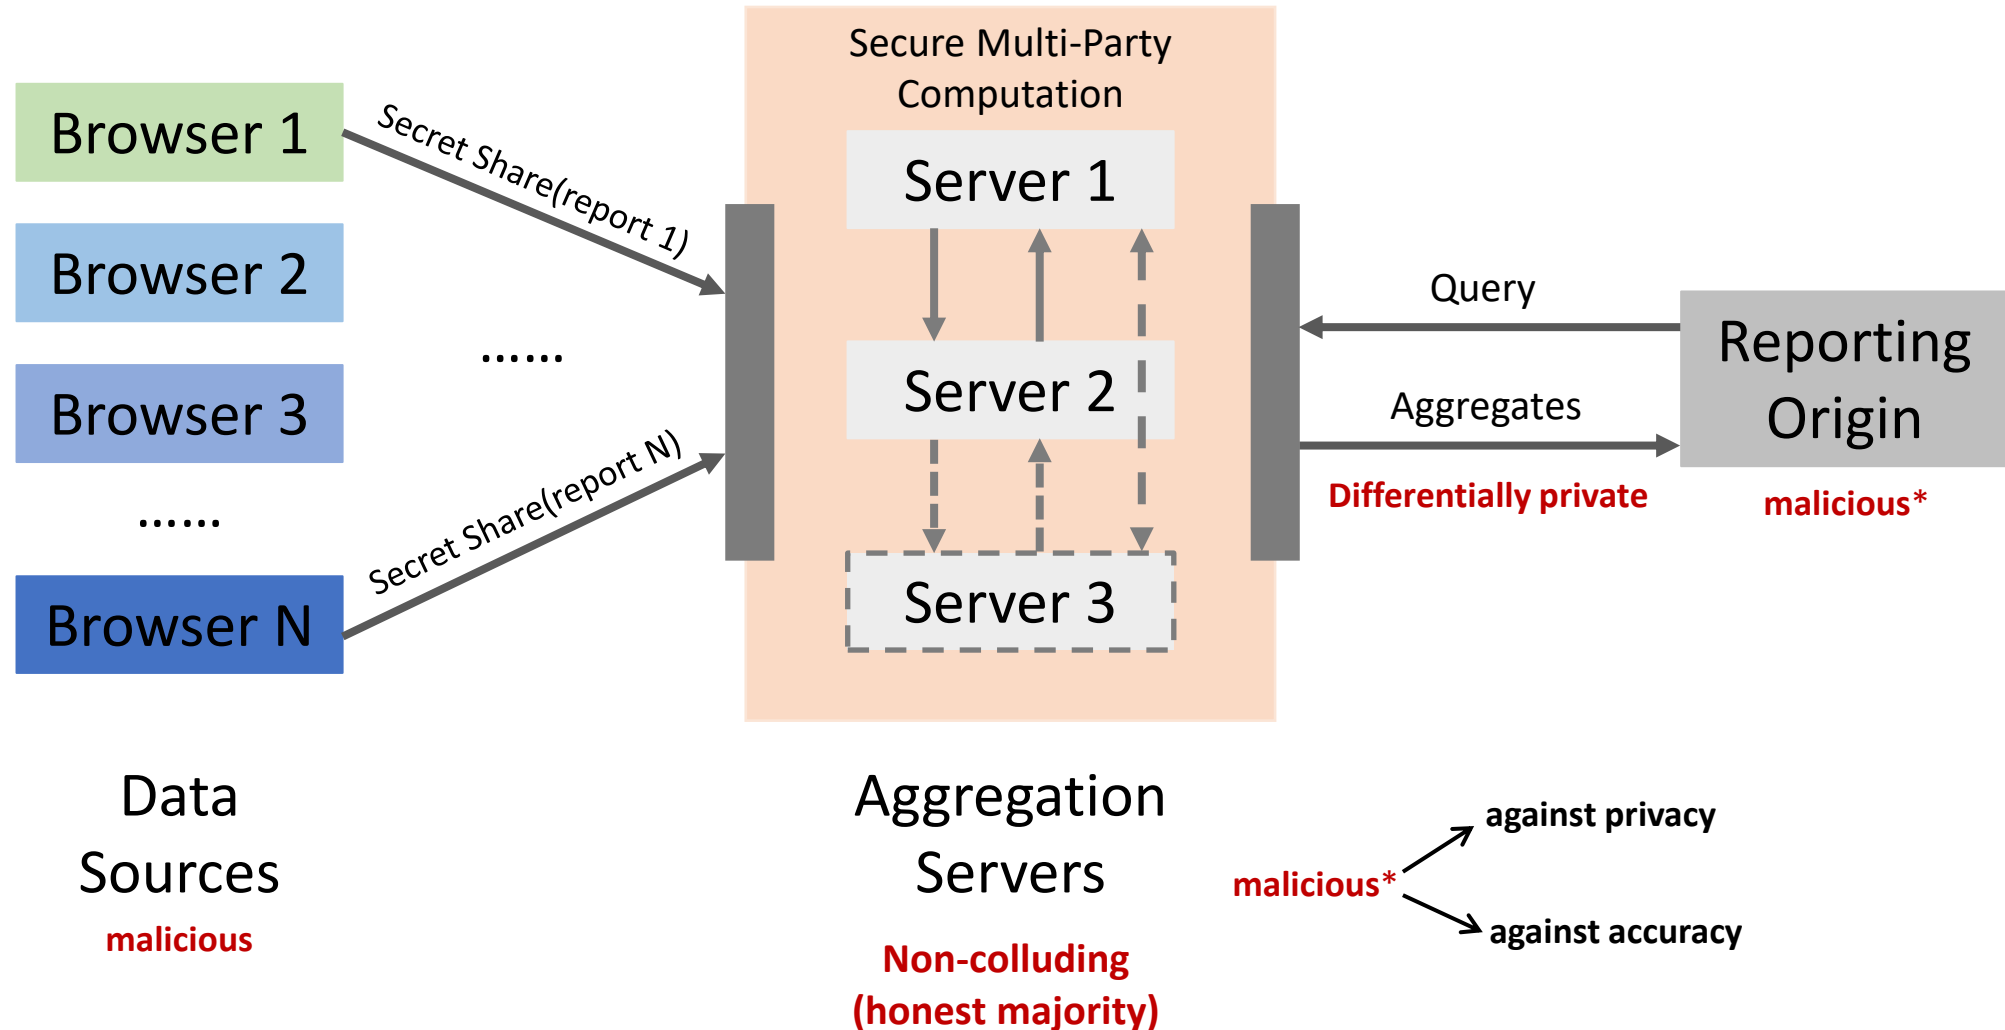 Secure Multi-Party
Computation
Browser 1
Browser 2
Browser 3
……
Browser N
Secret Share(report 1)
……
Secret Share(report N)
Server 1
Server 2
Server 3
Query
Aggregates
Differentially private
Reporting
Origin
malicious*
Data
Sources
malicious
Aggregation
Servers
Non-colluding
(honest majority)
malicious*
against privacy
against accuracy